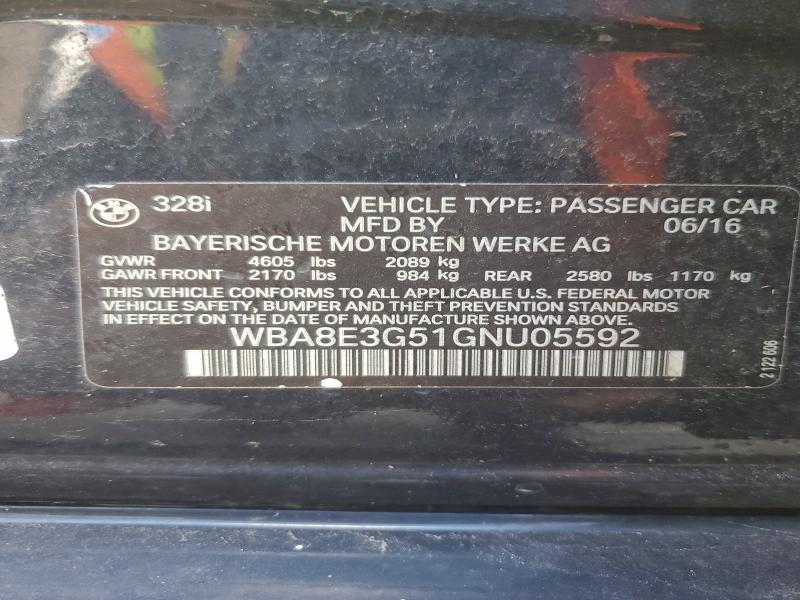 328i VEHICLE TYPE: PASSENGER CAR
MFD BY 06/16
BAYERISCHE MOTOREN WERKE AG
GVWR 4605 lbs 2089 kg
GAWR FRONT 2170 lbs 984 kg REAR 2580 lbs 1170 kg
THIS VEHICLE CONFORMS TO ALL APPLICABLE U.S. FEDERAL MOTOR
VEHICLE SAFETY, BUMPER AND THEFT PREVENTION STANDARDS
IN EFFECT ON THE DATE OF MANUFACTURE SHOWN ABOVE.
WBA8E3G51GNU05592
2 122 606